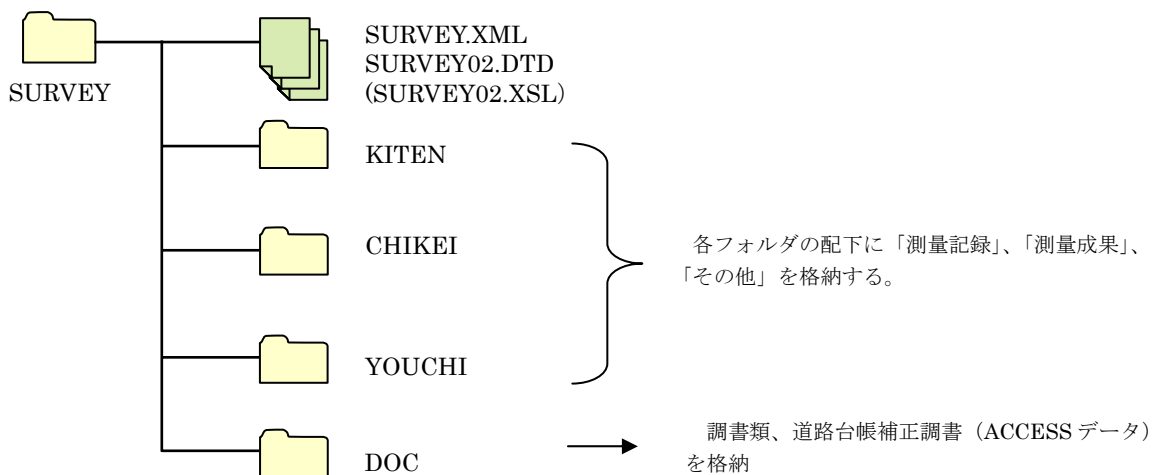 SURVEY
SURVEY.XML
SURVEY02.DTD
(SURVEY02.XSL)
KITEN
CHIKEI
YOUCHI
各フォルダの配下に「測量記録」、「測量成果」、
「その他」を格納する。
DOC
調書類、道路台帳補正調書（ACCESS データ）
を格納